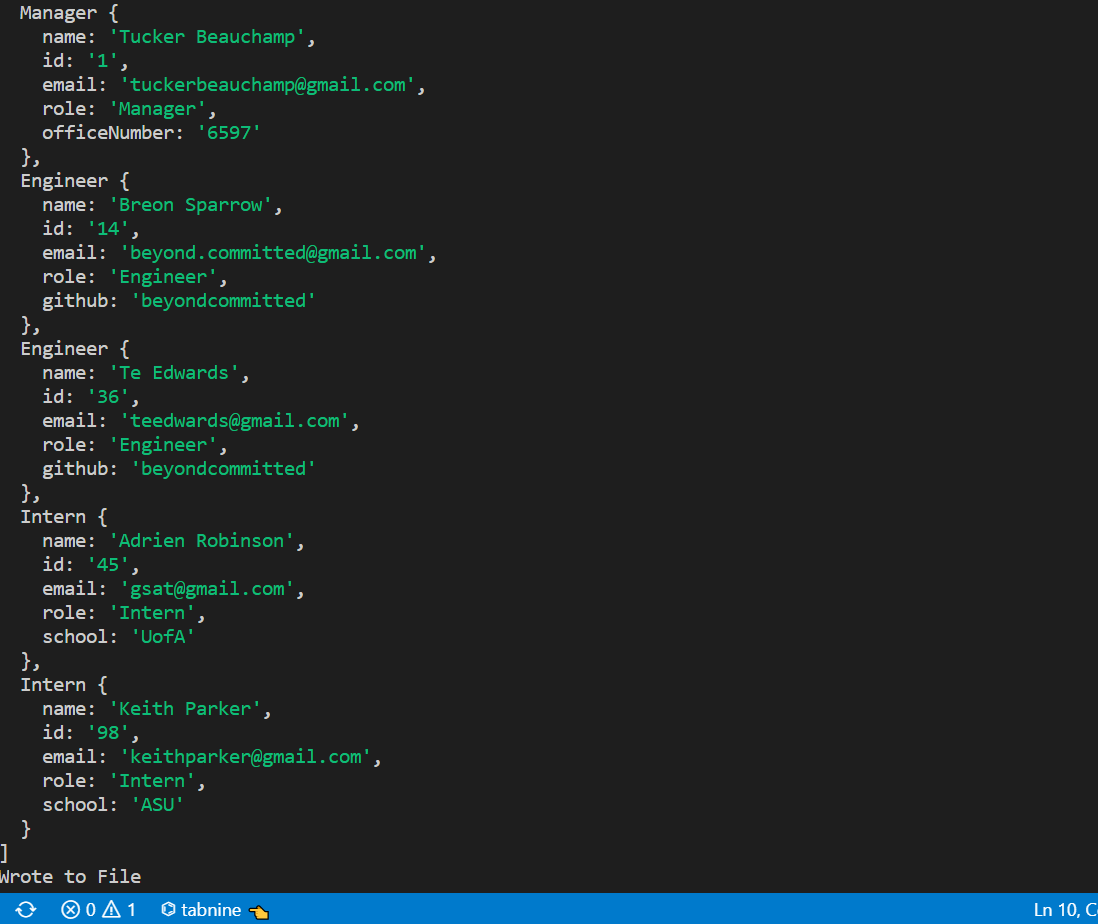 Manager {
name: 'Tucker Beauchamp',
id: '1',
email: 'tuckerbeauchamp@gmail.com',
role: 'Manager',
officeNumber: '6597'
},
Engineer {
name: 'Breon Sparrow',
id: '14',
email: 'beyond.committed@gmail.com',
role: 'Engineer',
github: 'beyondcommitted'
},
Engineer {
name: 'Te Edwards',
id: '36',
email: 'teedwards@gmail.com',
role: 'Engineer',
github: 'beyondcommitted'
},
Intern {
name: 'Adrien Robinson',
id: '45',
email: 'gsat@gmail.com',
role: 'Intern',
school: 'UofA'
},
Intern {
name: 'Keith Parker',
id: '98',
email: 'keithparker@gmail.com',
role: 'Intern',
school: 'ASU'
}
]
Wrote to File
0 1 tabnine Ln 10, C